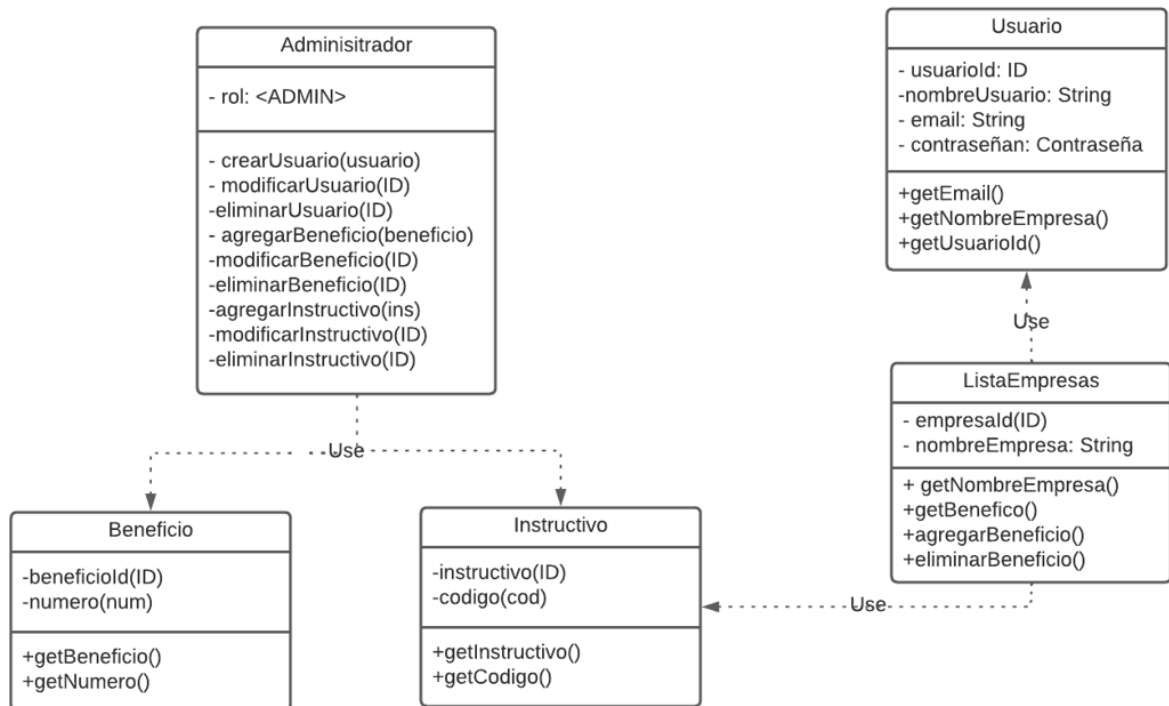 Adminisitrador
- rol: <ADMIN>
- crearUsuario(usuario)
- modificarUsuario(ID)
-eliminarUsuario(ID)
- agregarBeneficio(beneficio)
-modificarBeneficio(ID)
-eliminarBeneficio(ID)
-agregarInstructivo(ins)
-modificarInstructivo(ID)
-eliminarInstructivo(ID)
Usuario
- usuarioId: ID
-nombreUsuario: String
- email: String
- contraseñan: Contraseña
+getEmail()
+getNombreEmpresa()
+getUsuarioId()
Use
ListaEmpresas
- empresaId(ID)
- nombreEmpresa: String
+ getNombreEmpresa()
+getBenefico()
+agregarBeneficio()
+eliminarBeneficio()
Use
Beneficio
-beneficioId(ID)
-numero(num)
+getBeneficio()
+getNumero()
Instructivo
-instructivo(ID)
-codigo(cod)
+getInstructivo()
+getCodigo()
Use